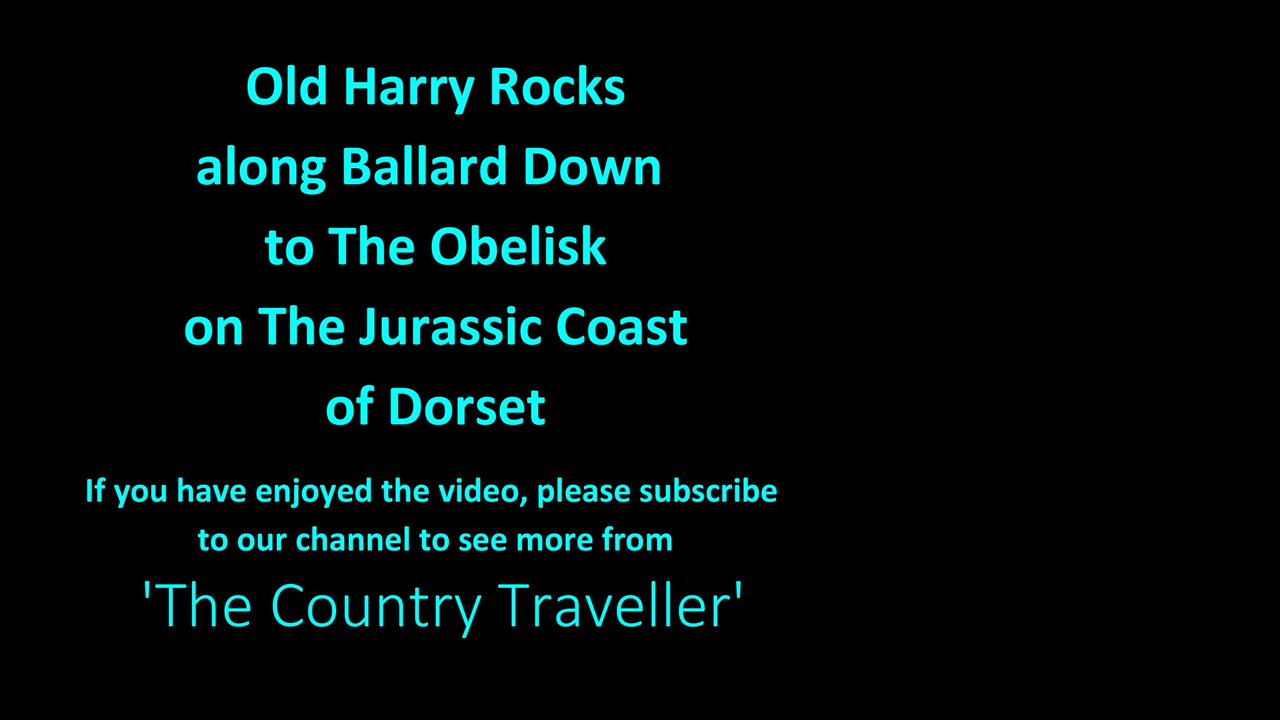 Old Harry Rocks
along Ballard Down
to The Obelisk
on The Jurassic Coast
of Dorset
If you have enjoyed the video, please subscribe
to our channel to see more from
'The Country Traveller'